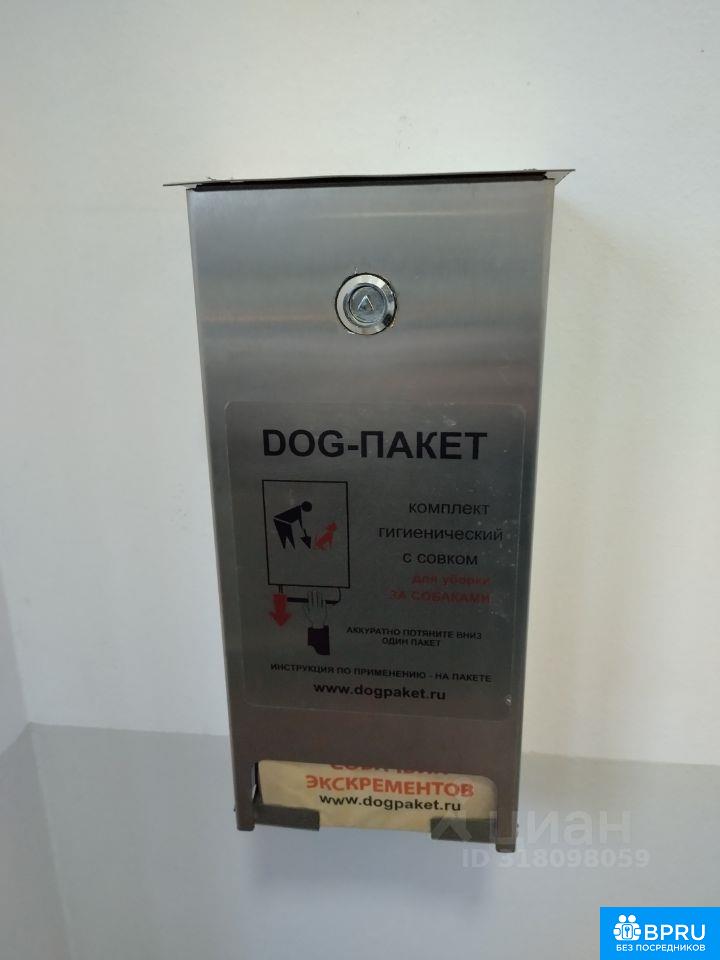 DOG-ПАКЕТ
комплект
гигиенический
с совком
для уборки
ЗА СОБАКАМИ
АККУРАТНО ПОТЯНИТЕ ВНИЗ
ОДИН ПАКЕТ
ИНСТРУКЦИЯ ПО ПРИМЕНЕНИЮ - НА ПАКЕТЕ
www.dogpaket.ru
ЭКСКРЕМЕНТОВ
www.dogpaket.ru
циан
ID 318098059
BPRU
БЕЗ ПОСРЕДНИКОВ